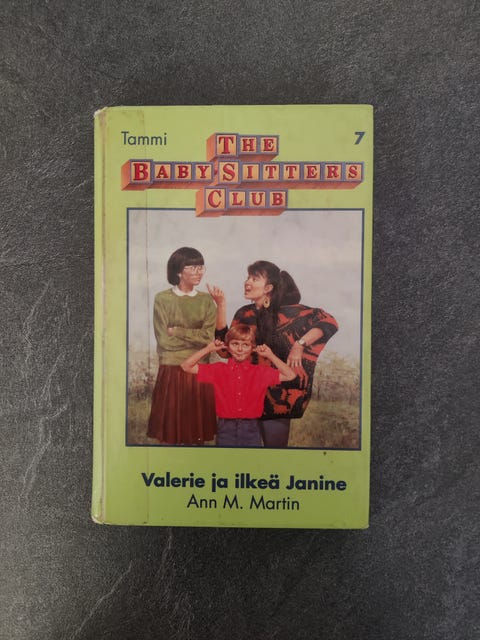 Tammi 7
THE
BABY-SITTERS
CLUB
Valerie ja ilkeä Janine
Ann M. Martin